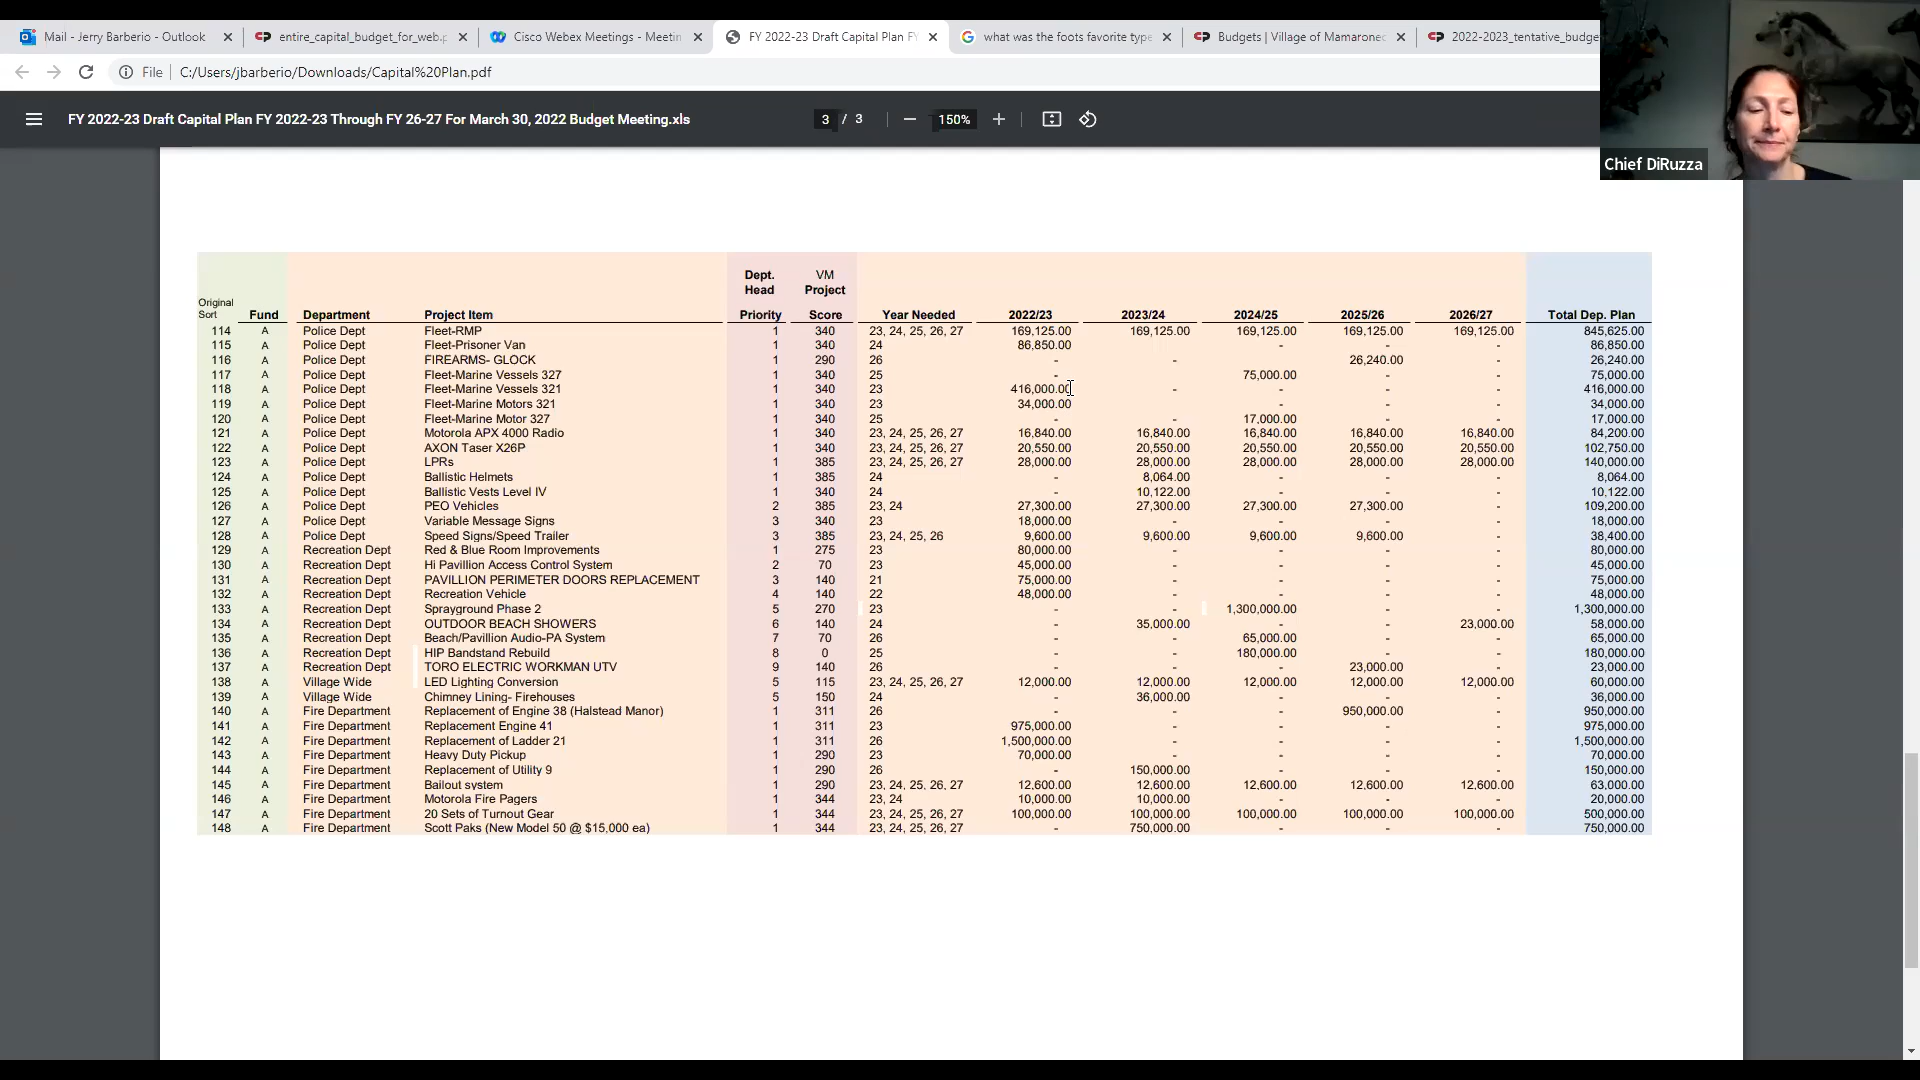 Mail - Jerry Barberio - Outlook
entire_capital_budget_for_web.p
Cisco Webex Meetings - Meetin
FY 2022-23 Draft Capital Plan FY
what was the foots favorite type
Budgets | Village of Mamaronec
2022-2023_tentative_budge
File C:/Users/jbarberio/Downloads/Capital%20Plan.pdf
FY 2022-23 Draft Capital Plan FY 2022-23 Through FY 26-27 For March 30, 2022 Budget Meeting.xls 3 / 3 150%
Chief DiRuzza
Dept. VM
Head Project
Original
Sort Fund Department Project Item Priority Score Year Needed 2022/23 2023/24 2024/25 2025/26 2026/27 Total Dep. Plan
114 A Police Dept Fleet-RMP 1 340 23, 24, 25, 26, 27 169,125.00 169,125.00 169,125.00 169,125.00 169,125.00 845,625.00
115 A Police Dept Fleet-Prisoner Van 1 340 24 86,850.00 - - - 86,850.00
116 A Police Dept FIREARMS- GLOCK 1 290 26 - - - 26,240.00 - 26,240.00
117 A Police Dept Fleet-Marine Vessels 327 1 340 25 - 75,000.00 - - 75,000.00
118 A Police Dept Fleet-Marine Vessels 321 1 340 23 416,000.00 - - - - 416,000.00
119 A Police Dept Fleet-Marine Motors 321 1 340 23 34,000.00 - - - 34,000.00
120 A Police Dept Fleet-Marine Motor 327 1 340 25 - - 17,000.00 - - 17,000.00
121 A Police Dept Motorola APX 4000 Radio 1 340 23, 24, 25, 26, 27 16,840.00 16,840.00 16,840.00 16,840.00 16,840.00 84,200.00
122 A Police Dept AXON Taser X26P 1 340 23, 24, 25, 26, 27 20,550.00 20,550.00 20,550.00 20,550.00 20,550.00 102,750.00
123 A Police Dept LPRs 1 385 23, 24, 25, 26, 27 28,000.00 28,000.00 28,000.00 28,000.00 28,000.00 140,000.00
124 A Police Dept Ballistic Helmets 1 385 24 - 8,064.00 - - - 8,064.00
125 A Police Dept Ballistic Vests Level IV 1 340 24 - 10,122.00 - - - 10,122.00
126 A Police Dept PEO Vehicles 2 385 23, 24 27,300.00 27,300.00 27,300.00 27,300.00 - 109,200.00
127 A Police Dept Variable Message Signs 3 340 23 18,000.00 - - - - 18,000.00
128 A Police Dept Speed Signs/Speed Trailer 3 385 23, 24, 25, 26 9,600.00 9,600.00 9,600.00 9,600.00 - 38,400.00
129 A Recreation Dept Red & Blue Room Improvements 1 275 23 80,000.00 - - - - 80,000.00
130 A Recreation Dept Hi Pavillion Access Control System 2 70 23 45,000.00 - - - - 45,000.00
131 A Recreation Dept PAVILLION PERIMETER DOORS REPLACEMENT 3 140 21 75,000.00 - - - - 75,000.00
132 A Recreation Dept Recreation Vehicle 4 140 22 48,000.00 - - - - 48,000.00
133 A Recreation Dept Sprayground Phase 2 5 270 23 - - 1,300,000.00 - - 1,300,000.00
134 A Recreation Dept OUTDOOR BEACH SHOWERS 6 140 24 - 35,000.00 - - 23,000.00 58,000.00
135 A Recreation Dept Beach/Pavillion Audio-PA System 7 70 26 - - 65,000.00 - - 65,000.00
136 A Recreation Dept HIP Bandstand Rebuild 8 0 25 - - 180,000.00 - - 180,000.00
137 A Recreation Dept TORO ELECTRIC WORKMAN UTV 9 140 26 - - - 23,000.00 - 23,000.00
138 A Village Wide LED Lighting Conversion 5 115 23, 24, 25, 26, 27 12,000.00 12,000.00 12,000.00 12,000.00 12,000.00 60,000.00
139 A Village Wide Chimney Lining- Firehouses 5 150 24 - 36,000.00 - - - 36,000.00
140 A Fire Department Replacement of Engine 38 (Halstead Manor) 1 311 26 - - - 950,000.00 - 950,000.00
141 A Fire Department Replacement Engine 41 1 311 23 975,000.00 - - - - 975,000.00
142 A Fire Department Replacement of Ladder 21 1 311 26 1,500,000.00 - - - - 1,500,000.00
143 A Fire Department Heavy Duty Pickup 1 290 23 70,000.00 - - - - 70,000.00
144 A Fire Department Replacement of Utility 9 1 290 26 - 150,000.00 - - - 150,000.00
145 A Fire Department Bailout system 1 290 23, 24, 25, 26, 27 12,600.00 12,600.00 12,600.00 12,600.00 12,600.00 63,000.00
146 A Fire Department Motorola Fire Pagers 1 344 23, 24 10,000.00 10,000.00 - - - 20,000.00
147 A Fire Department 20 Sets of Turnout Gear 1 344 23, 24, 25, 26, 27 100,000.00 100,000.00 100,000.00 100,000.00 100,000.00 500,000.00
148 A Fire Department Scott Paks (New Model 50 @ $15,000 ea) 1 344 23, 24, 25, 26, 27 - 750,000.00 - - - 750,000.00